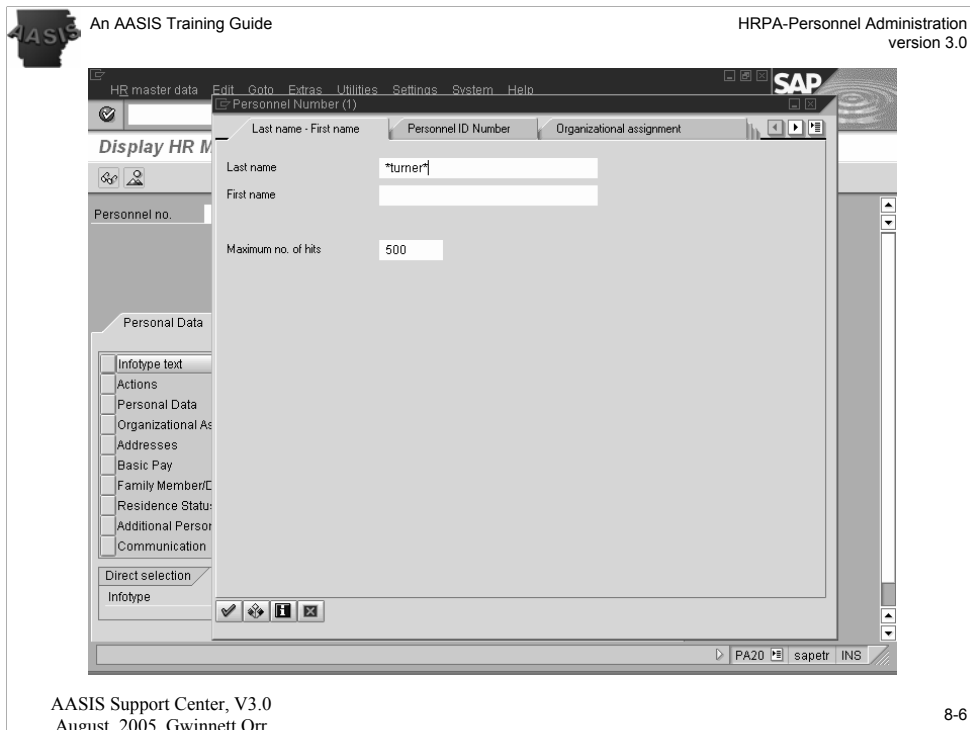 AASIS
An AASIS Training Guide
HRPA-Personnel Administration
version 3.0
HR master data Edit Goto Extras Utilities Settings System Help
SAP
Personnel Number (1)
Last name - First name
Personnel ID Number
Organizational assignment
Display HR M
Last name
*turner*
First name
Personnel no.
Maximum no. of hits
500
Personal Data
Infotype text
Actions
Personal Data
Organizational As
Addresses
Basic Pay
Family Member/D
Residence Status
Additional Person
Communication
Direct selection
Infotype
PA20
sapetr
INS
AASIS Support Center, V3.0
August, 2005, Gwinnett Orr
8-6